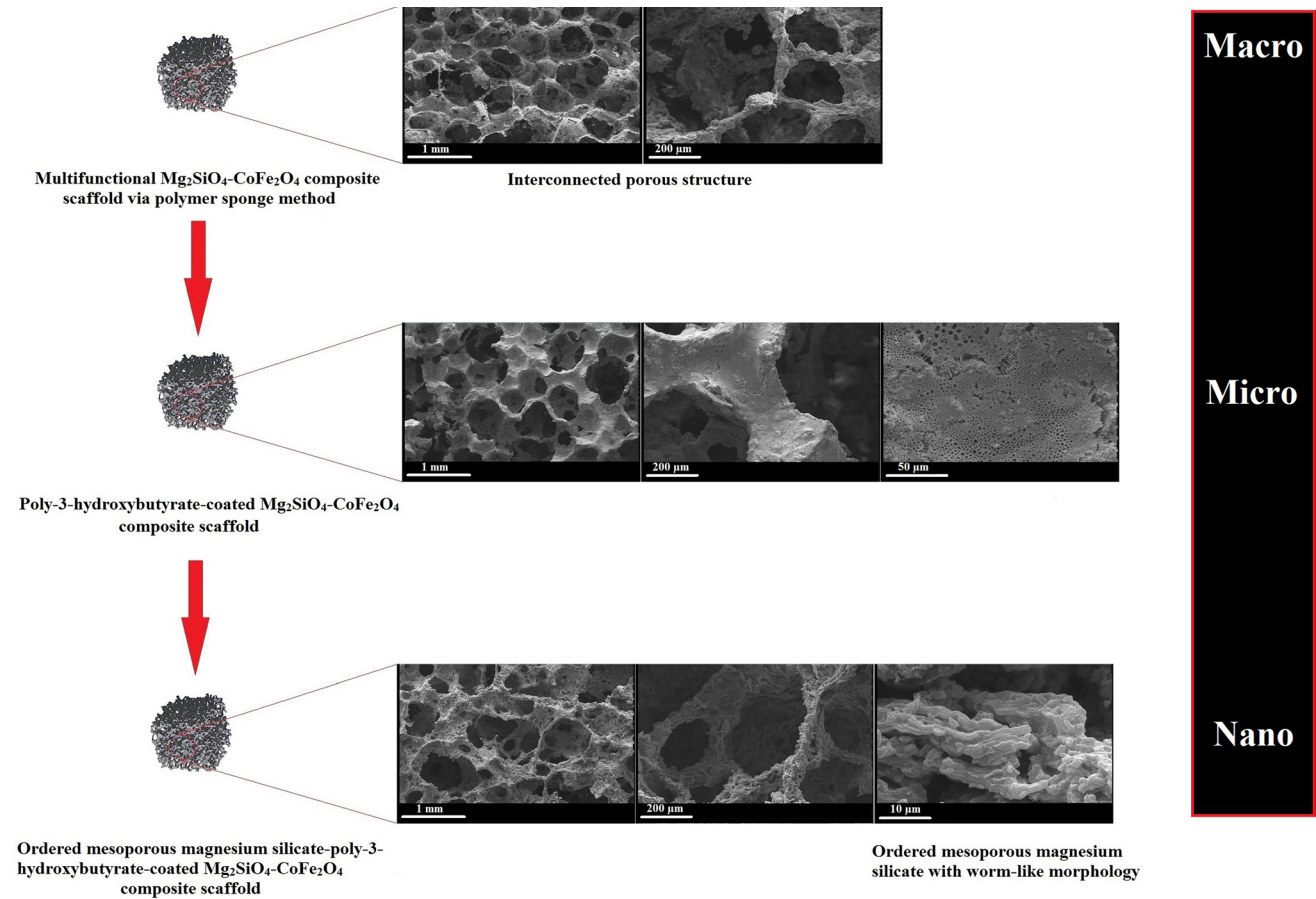 Macro
1 mm
200 µm
Multifunctional Mg₂SiO₄-CoFe₂O₄ composite
scaffold via polymer sponge method
Interconnected porous structure
1 mm
200 µm
50 µm
Micro
Poly-3-hydroxybutyrate-coated Mg₂SiO₄-CoFe₂O₄
composite scaffold
1 mm
200 µm
10 µm
Nano
Ordered mesoporous magnesium silicate-poly-3-
hydroxybutyrate-coated Mg₂SiO₄-CoFe₂O₄
composite scaffold
Ordered mesoporous magnesium
silicate with worm-like morphology